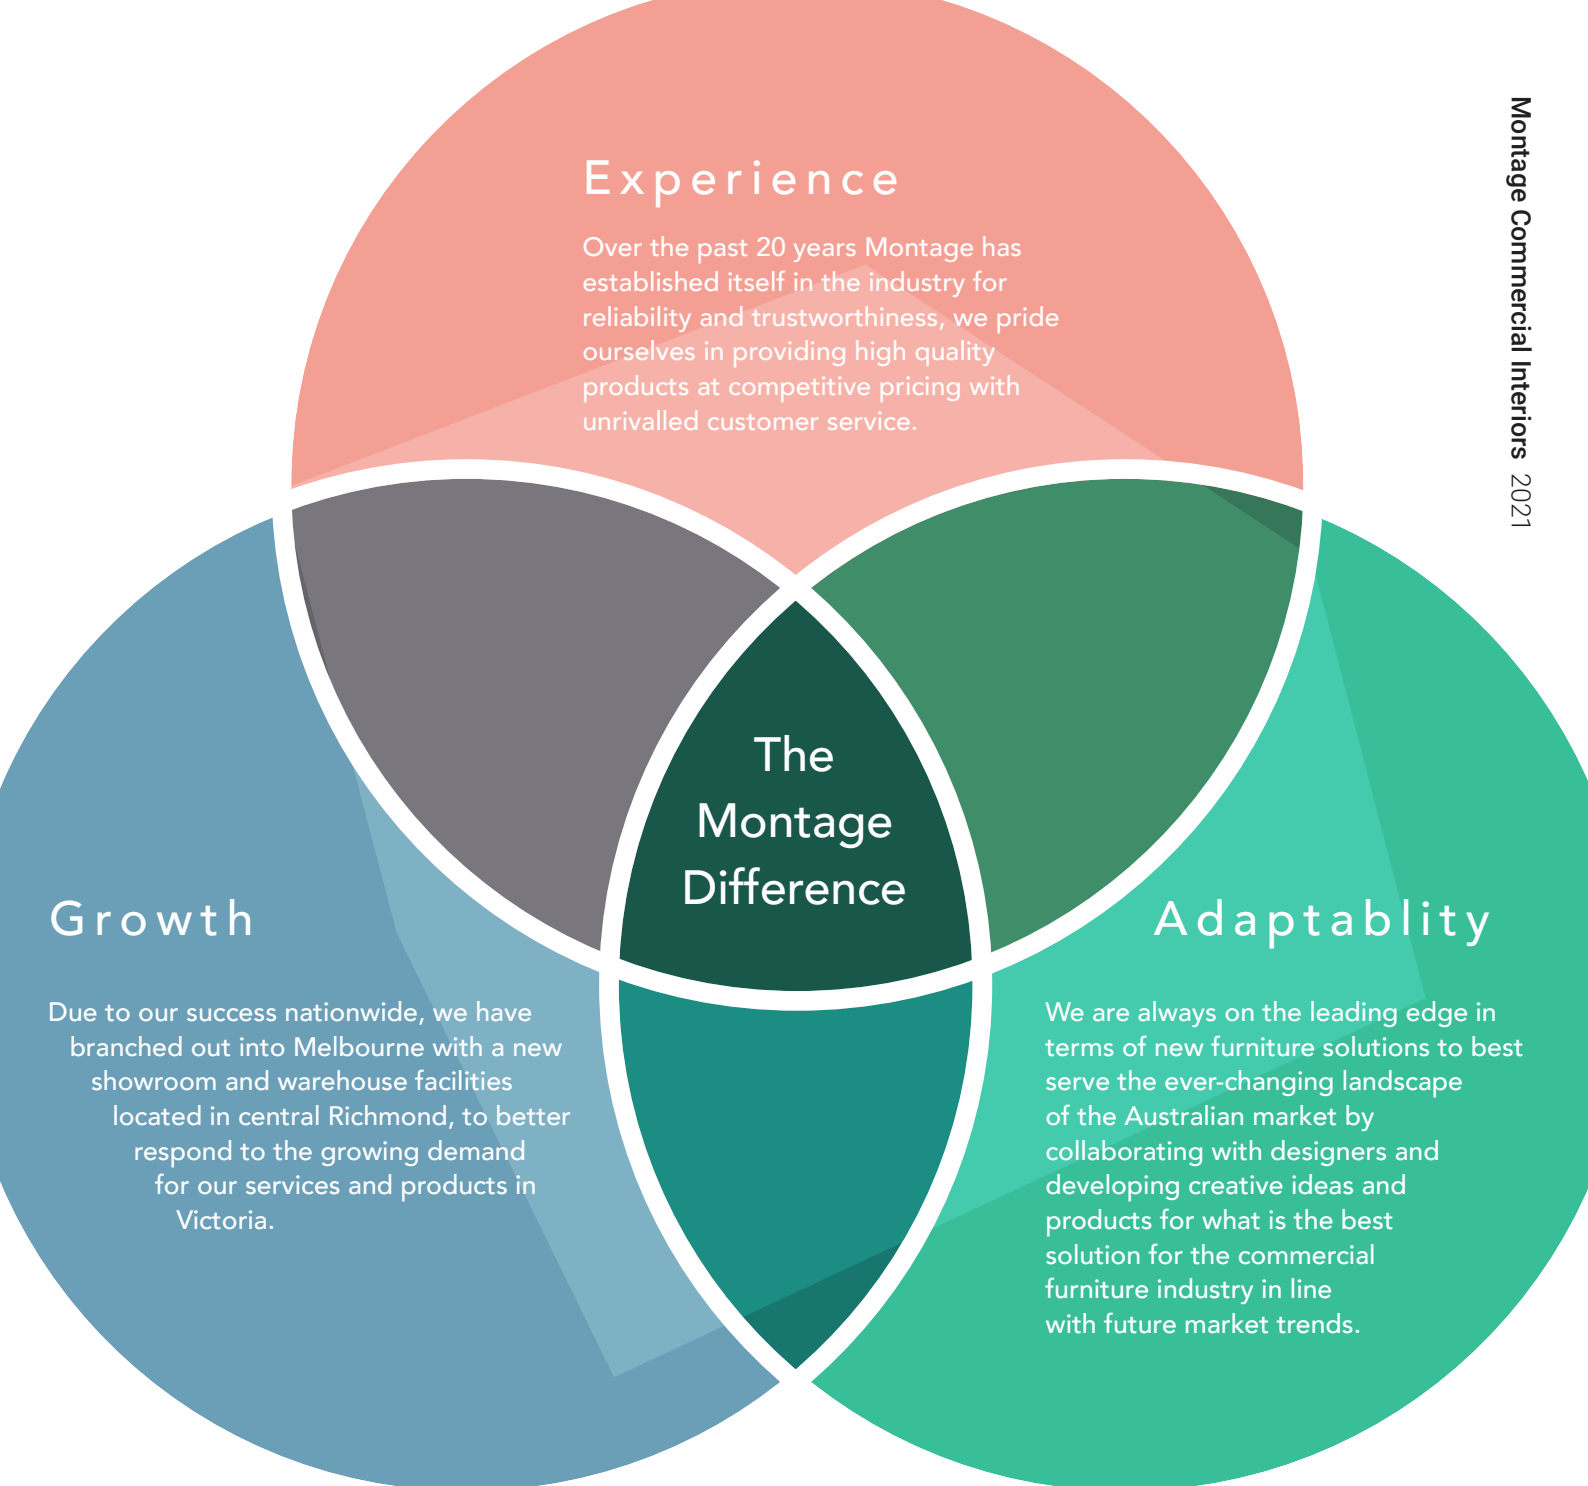 Experience
Over the past 20 years Montage has
established itself in the industry for
reliability and trustworthiness, we pride
ourselves in providing high quality
products at competitive pricing with
unrivalled customer service.
Montage Commercial Interiors 2021
The
Montage
Difference
Growth
Due to our success nationwide, we have
branched out into Melbourne with a new
showroom and warehouse facilities
located in central Richmond, to better
respond to the growing demand
for our services and products in
Victoria.
Adaptablity
We are always on the leading edge in
terms of new furniture solutions to best
serve the ever-changing landscape
of the Australian market by
collaborating with designers and
developing creative ideas and
products for what is the best
solution for the commercial
furniture industry in line
with future market trends.